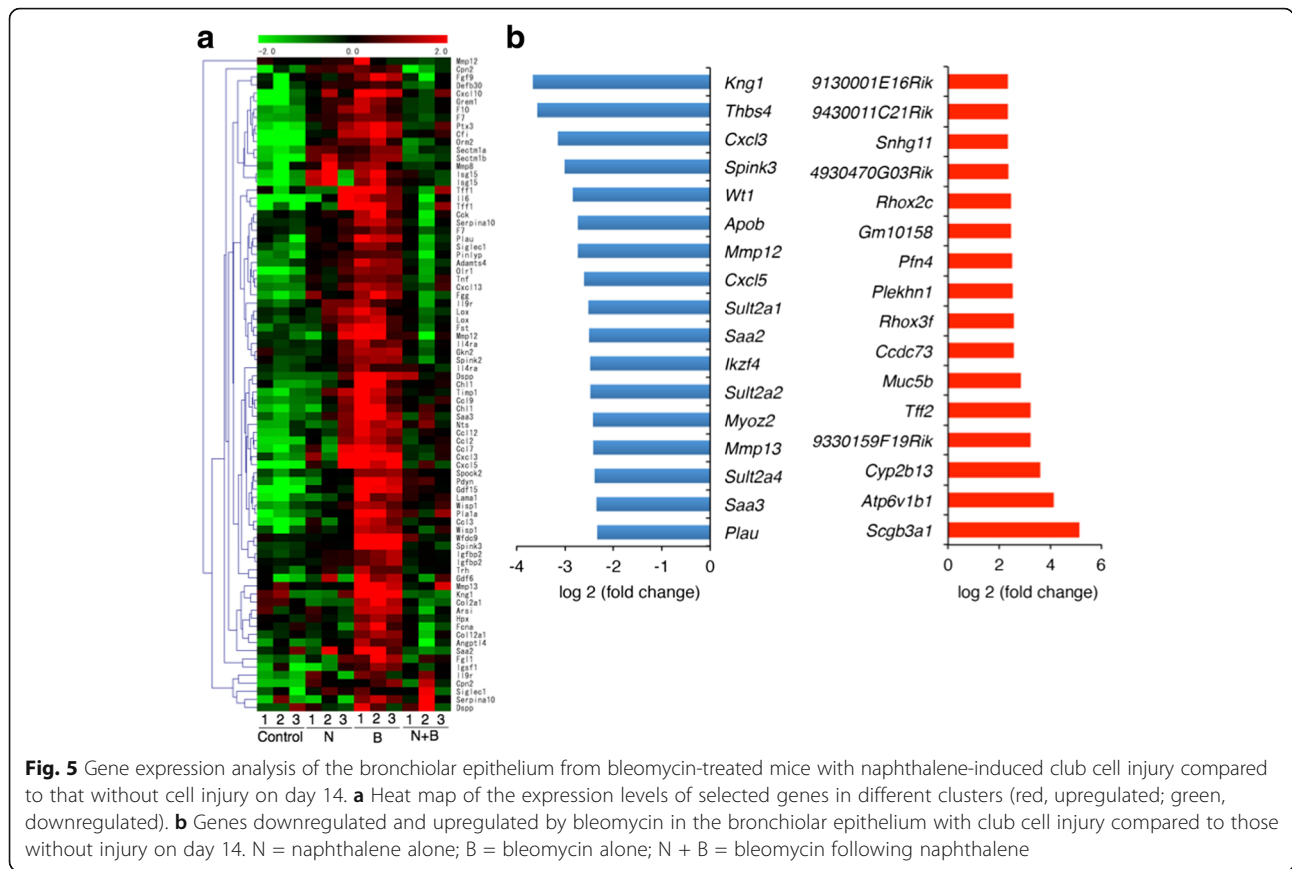 a
-2.0 0.0 2.0
Mmp12
Cpn2
Fgf9
Defb30
Cxcl10
Grem1
F10
F7
Ptx3
Cfi
Orm2
Sectm1a
Sectm1b
Mmp8
Isg15
Isg15
Tff1
Il6
Tff1
Cck
Serpina10
F7
Plau
Siglec1
Pinlyp
Adamts4
Olr1
Tnf
Cxcl13
Fgg
Il9r
Lox
Lox
Fst
Mmp12
Il4ra
Gkn2
Spink2
Il4ra
Dspp
Chl1
Timp1
Ccl9
Chl1
Saa3
Nts
Ccl12
Ccl2
Ccl7
Cxcl3
Cxcl5
Spock2
Pdyn
Gdf15
Lama1
Wisp1
Pla1a
Ccl3
Wisp1
Wfdc9
Spink3
Igfbp2
Igfbp2
Trh
Gdf6
Mmp13
Kng1
Col2a1
Arsi
Hpx
Fcna
Col12a1
Angptl4
Saa2
Fgl1
Igsf1
Il9r
Cpn2
Siglec1
Serpina10
Dspp
1 2 3 1 2 3 1 2 3 1 2 3
Control N B N+B
b
Kng1
Thbs4
Cxcl3
Spink3
Wt1
Apob
Mmp12
Cxcl5
Sult2a1
Saa2
Ikzf4
Sult2a2
Myoz2
Mmp13
Sult2a4
Saa3
Plau
-4 -3 -2 -1 0
log 2 (fold change)
9130001E16Rik
9430011C21Rik
Snhg11
4930470G03Rik
Rhox2c
Gm10158
Pfn4
Plekhn1
Rhox3f
Ccdc73
Muc5b
Tff2
9330159F19Rik
Cyp2b13
Atp6v1b1
Scgb3a1
0 2 4 6
log 2 (fold change)
Fig. 5 Gene expression analysis of the bronchiolar epithelium from bleomycin-treated mice with naphthalene-induced club cell injury compared
to that without cell injury on day 14. a Heat map of the expression levels of selected genes in different clusters (red, upregulated; green,
downregulated). b Genes downregulated and upregulated by bleomycin in the bronchiolar epithelium with club cell injury compared to those
without injury on day 14. N = naphthalene alone; B = bleomycin alone; N + B = bleomycin following naphthalene